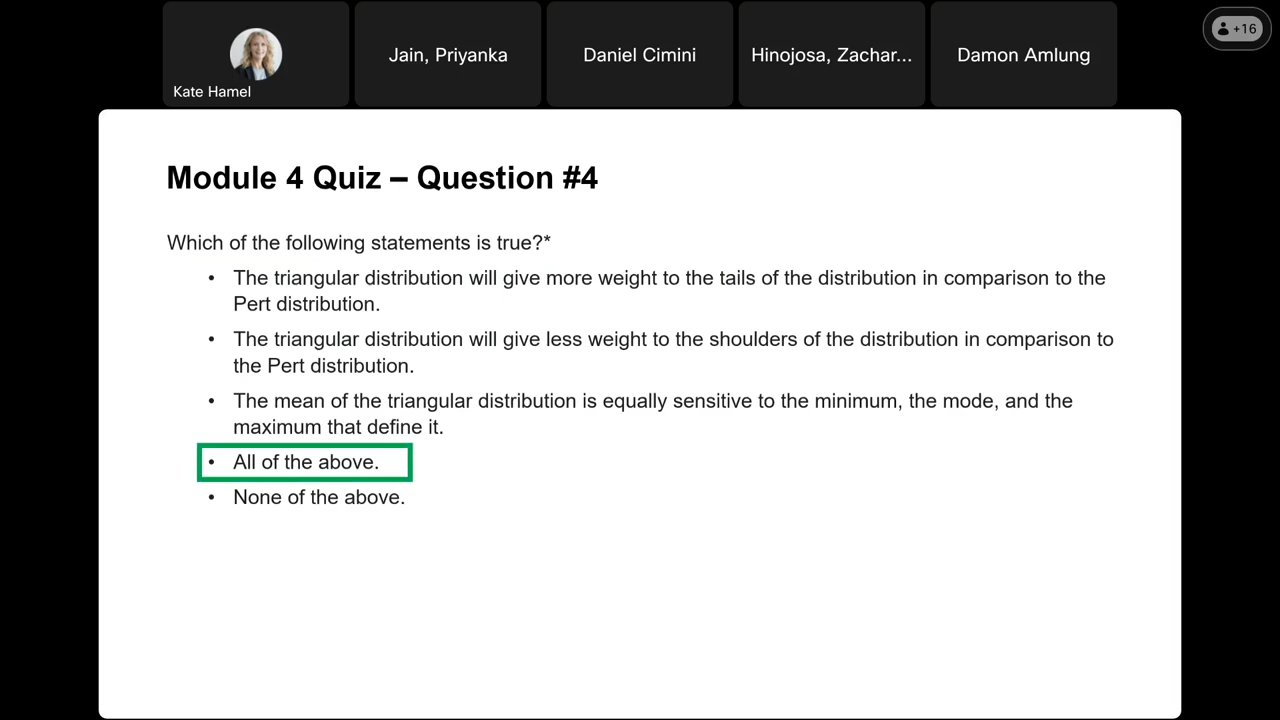 Kate Hamel
Jain, Priyanka
Daniel Cimini
Hinojosa, Zachar...
Damon Amlung
+16
Module 4 Quiz – Question #4
Which of the following statements is true?*
• The triangular distribution will give more weight to the tails of the distribution in comparison to the
Pert distribution.
• The triangular distribution will give less weight to the shoulders of the distribution in comparison to
the Pert distribution.
• The mean of the triangular distribution is equally sensitive to the minimum, the mode, and the
maximum that define it.
• All of the above.
• None of the above.